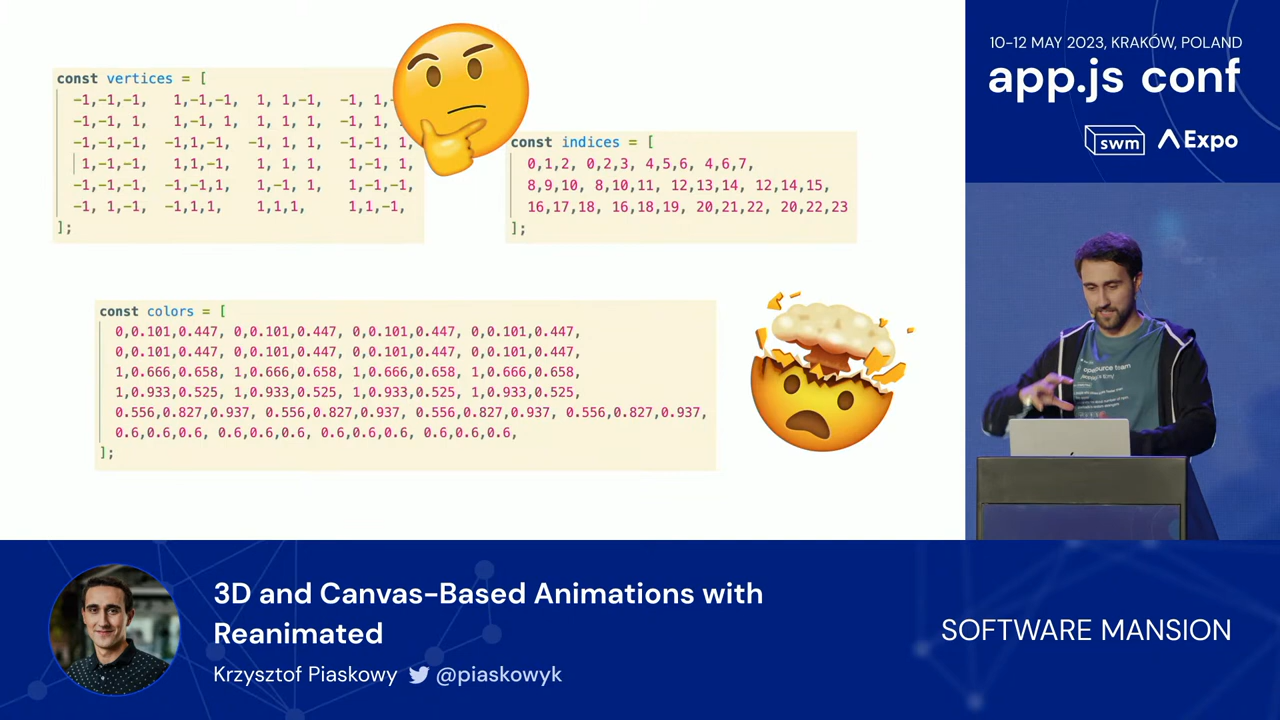 const vertices = [
-1,-1,-1, 1,-1,-1, 1, 1,-1, -1, 1,
-1,-1, 1, 1,-1, 1, 1, 1, 1, -1, 1,
-1,-1,-1, -1, 1,-1, -1, 1, 1, -1,-1, 1,
1,-1,-1, 1,1,-1, 1, 1, 1, 1,-1, 1,
-1,-1,-1, -1,-1,1, 1,-1, 1, 1,-1,-1,
-1, 1,-1, -1,1,1, 1,1,1, 1,1,-1,
];
const indices = [
0,1,2, 0,2,3, 4,5,6, 4,6,7,
8,9,10, 8,10,11, 12,13,14, 12,14,15,
16,17,18, 16,18,19, 20,21,22, 20,22,23
];
const colors = [
0,0.101,0.447, 0,0.101,0.447, 0,0.101,0.447, 0,0.101,0.447,
0,0.101,0.447, 0,0.101,0.447, 0,0.101,0.447, 0,0.101,0.447,
1,0.666,0.658, 1,0.666,0.658, 1,0.666,0.658, 1,0.666,0.658,
1,0.933,0.525, 1,0.933,0.525, 1,0.933,0.525, 1,0.933,0.525,
0.556,0.827,0.937, 0.556,0.827,0.937, 0.556,0.827,0.937, 0.556,0.827,0.937,
0.6,0.6,0.6, 0.6,0.6,0.6, 0.6,0.6,0.6, 0.6,0.6,0.6,
];
10-12 MAY 2023, KRAKÓW, POLAND
app.js conf
swm Expo
team
3D and Canvas-Based Animations with
Reanimated
Krzysztof Piaskowy @piaskowyk
SOFTWARE MANSION